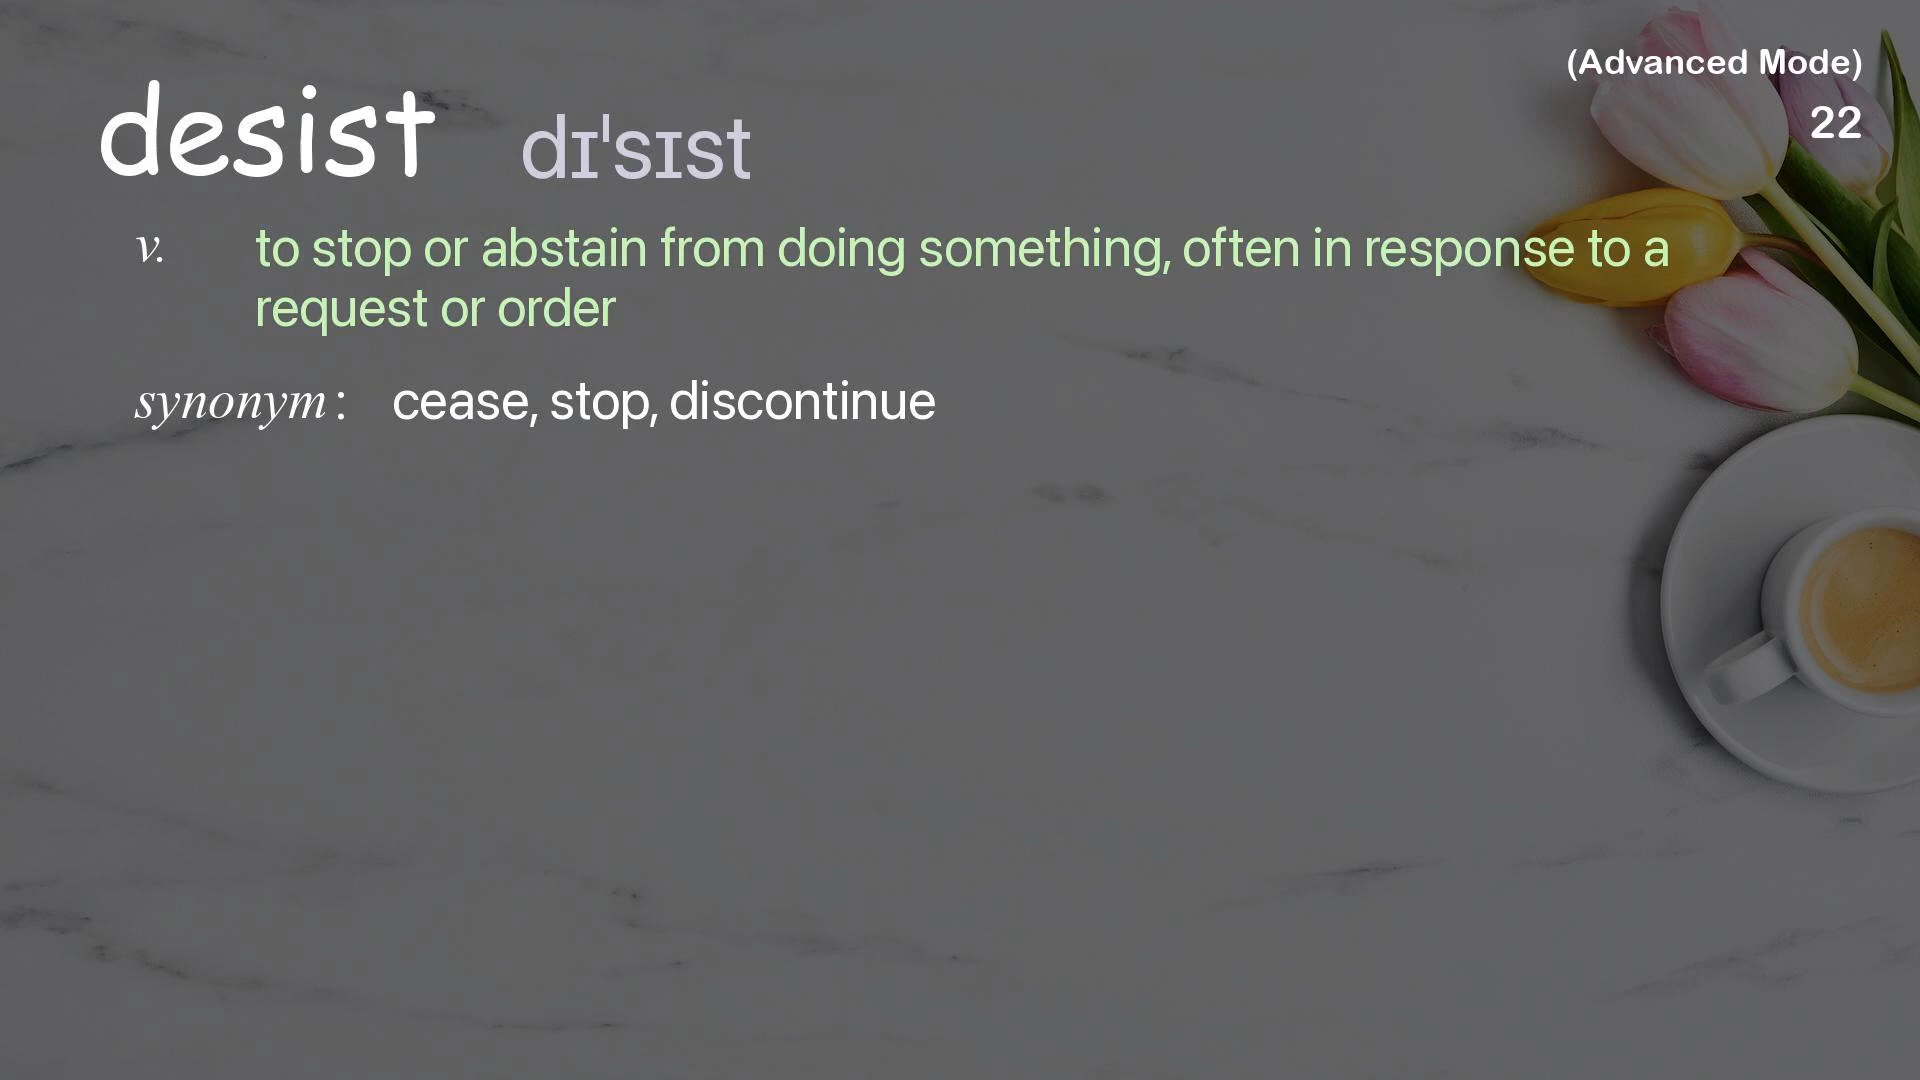 (Advanced Mode)
22
desist dɪˈsɪst
v. to stop or abstain from doing something, often in response to a
request or order
synonym : cease, stop, discontinue